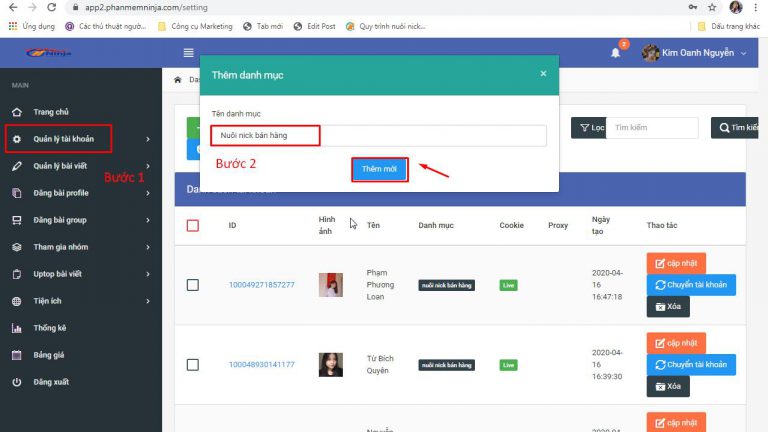 app2.phanmemninja.com/setting
Ứng dụng
Các thủ thuật người...
Công cụ Marketing
Tab mới
Edit Post
Quy trình nuôi nick...
Dấu trang khác
Ninja
2
Kim Oanh Nguyễn
MAIN
Trang chủ
Quản lý tài khoản
Quản lý bài viết
Bước 1
Đăng bài profile
Đăng bài group
Tham gia nhóm
Uptop bài viết
Tiện ích
Thống kê
Bảng giá
Đăng xuất
Thêm danh mục
×
Tên danh mục
Nuôi nick bán hàng
Bước 2
Thêm mới
Lọc
Tìm kiếm
Tìm kiếm
ID
Hình ảnh
Tên
Danh mục
Cookie
Proxy
Ngày tạo
Thao tác
100049271857277
Phạm Phương Loan
nuôi nick bán hàng
Live
2020-04-16 16:47:18
cập nhật
Chuyển tài khoản
Xóa
100048930141177
Từ Bích Quyên
nuôi nick bán hàng
Live
2020-04-16 16:39:30
cập nhật
Chuyển tài khoản
Xóa
2020-04-
cập nhật